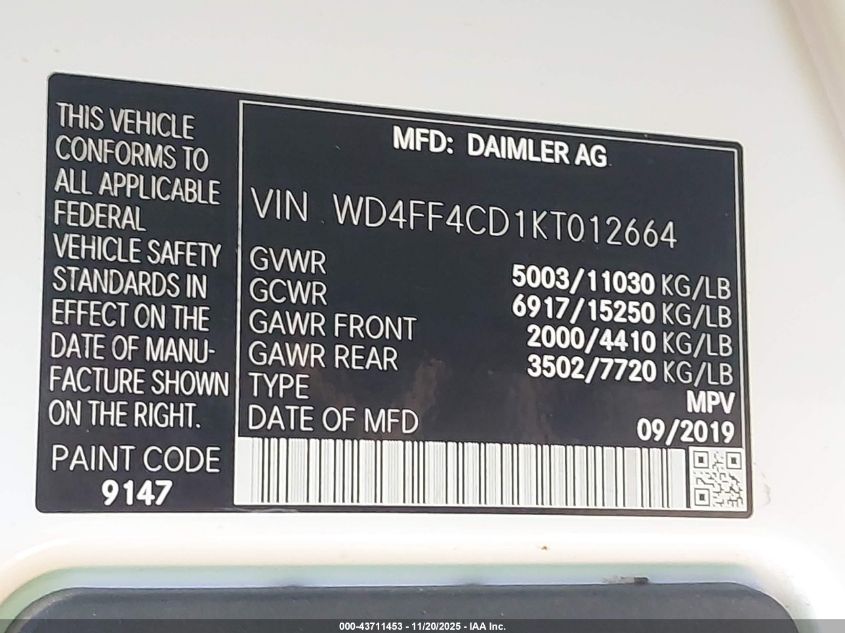 THIS VEHICLE
CONFORMS TO
ALL APPLICABLE
FEDERAL
VEHICLE SAFETY
STANDARDS IN
EFFECT ON THE
DATE OF MANU-
FACTURE SHOWN
ON THE RIGHT.
PAINT CODE
9147
MFD: DAIMLER AG
VIN WD4FF4CD1KT012664
GVWR 5003/11030 KG/LB
GCWR 6917/15250 KG/LB
GAWR FRONT 2000/4410 KG/LB
GAWR REAR 3502/7720 KG/LB
TYPE MPV
DATE OF MFD 09/2019
000-43711453 - 11/20/2025 - IAA Inc.